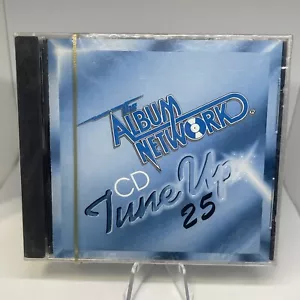 THE
ALBUM
NETWORK®
CD
Tune Up
25